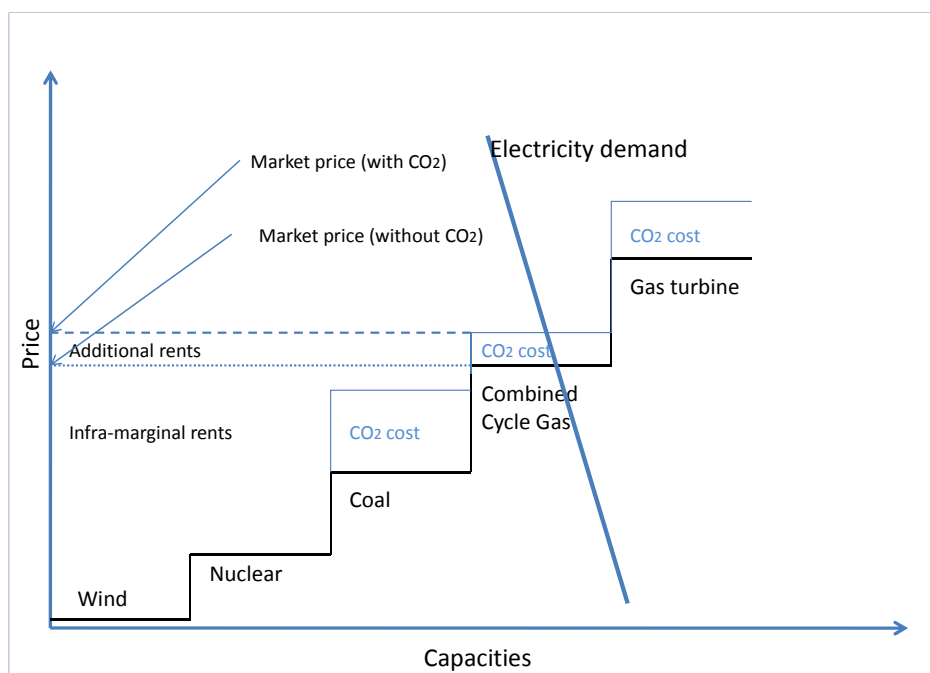 Electricity demand
Market price (with CO2)
Market price (without CO2)
CO2 cost
Gas turbine
Price
Additional rents
CO2 cost
Combined
Cycle Gas
Infra-marginal rents
CO2 cost
Coal
Nuclear
Wind
Capacities